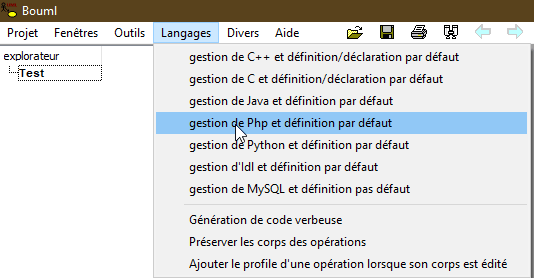 Bouml
Projet Fenêtres Outils Langages Divers Aide
explorateur
Test
gestion de C++ et définition/déclaration par défaut
gestion de C et définition/déclaration par défaut
gestion de Java et définition par défaut
gestion de Php et définition par défaut
gestion de Python et définition par défaut
gestion d'Idl et définition par défaut
gestion de MySQL et définition pas défaut
Génération de code verbeuse
Préserver les corps des opérations
Ajouter le profile d'une opération lorsque son corps est édité